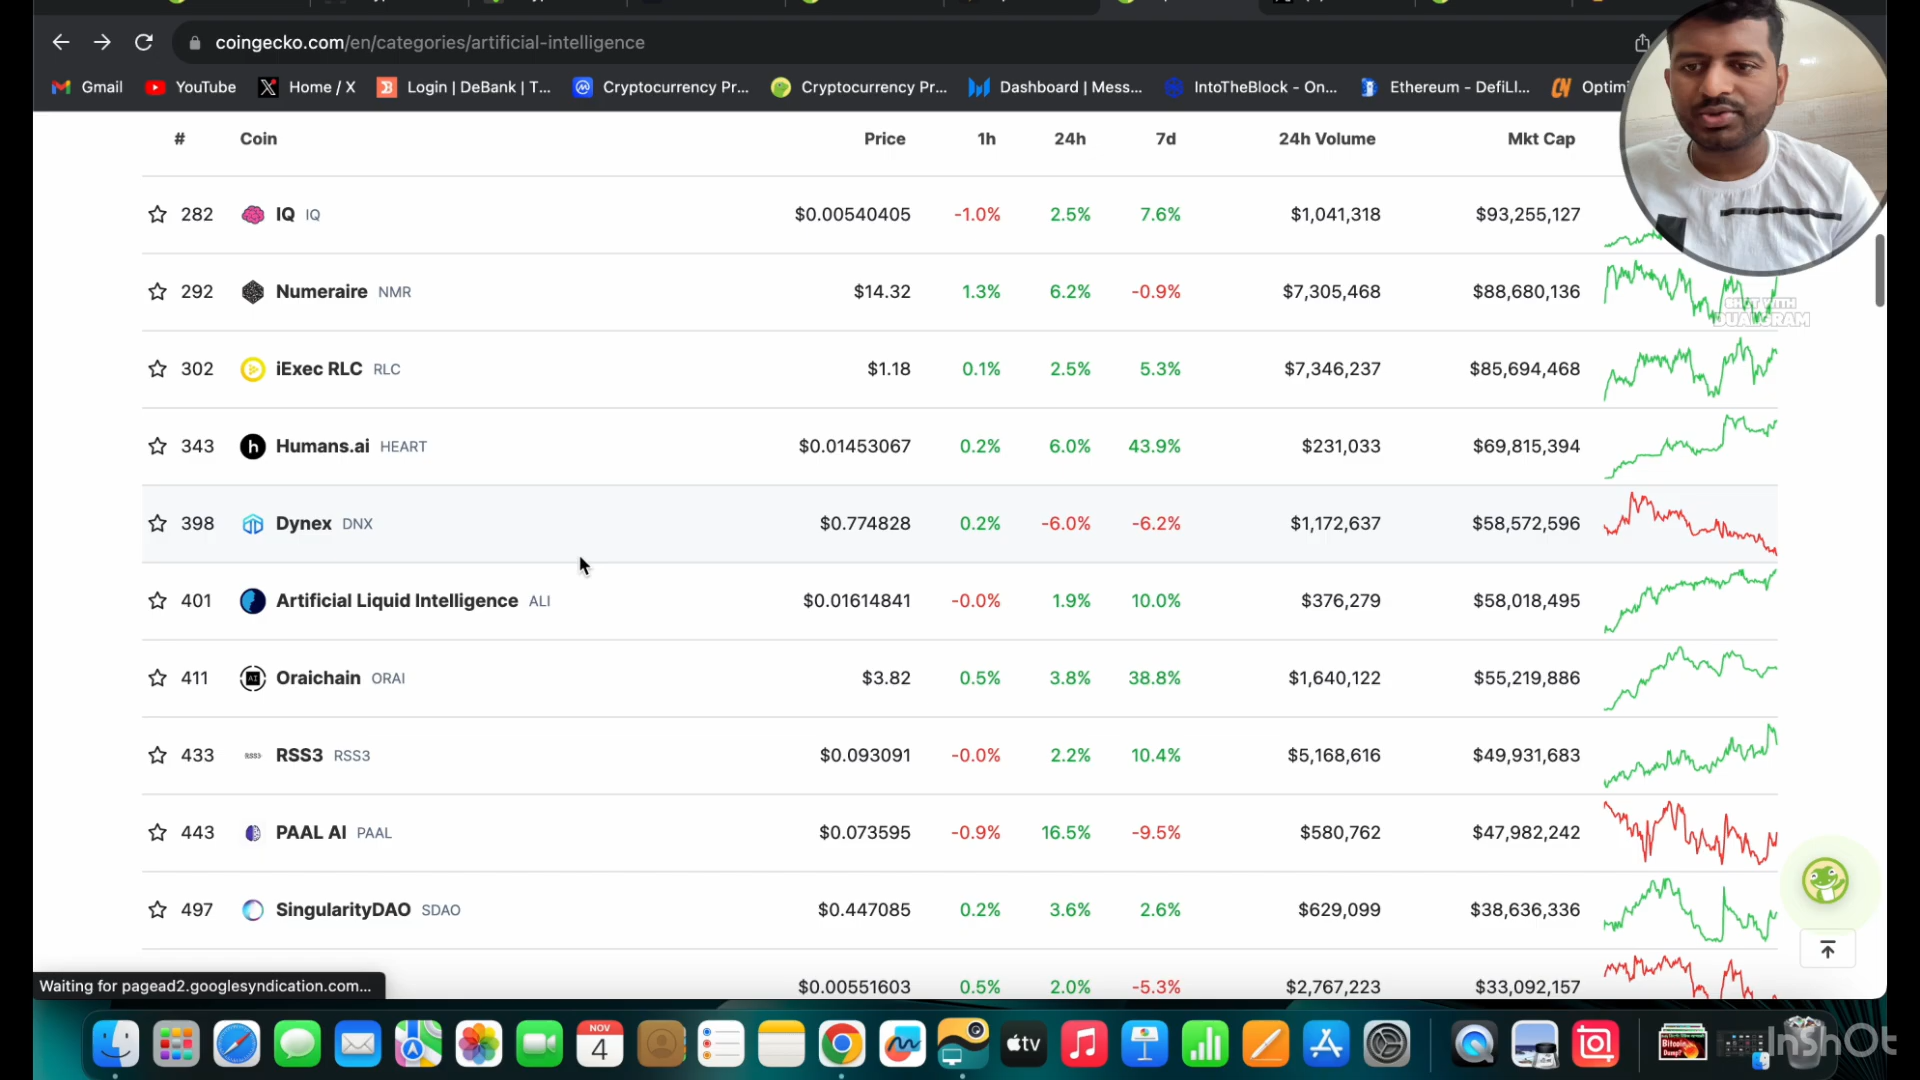 coingecko.com/en/categories/artificial-intelligence
Gmail YouTube Home / X Login | DeBank | T... Cryptocurrency Pr... Cryptocurrency Pr... Dashboard | Mess... IntoTheBlock - On... Ethereum - DefiLl... Optimi
# Coin Price 1h 24h 7d 24h Volume Mkt Cap
282 IQ IQ $0.00540405 -1.0% 2.5% 7.6% $1,041,318 $93,255,127
292 Numeraire NMR $14.32 1.3% 6.2% -0.9% $7,305,468 $88,680,136
SHOT WITH
DUALGRAM
302 iExec RLC RLC $1.18 0.1% 2.5% 5.3% $7,346,237 $85,694,468
343 h Humans.ai HEART $0.01453067 0.2% 6.0% 43.9% $231,033 $69,815,394
398 Dynex DNX $0.774828 0.2% -6.0% -6.2% $1,172,637 $58,572,596
401 Artificial Liquid Intelligence ALI $0.01614841 -0.0% 1.9% 10.0% $376,279 $58,018,495
411 AI Oraichain ORAI $3.82 0.5% 3.8% 38.8% $1,640,122 $55,219,886
433 RSS3 RSS3 RSS3 $0.093091 -0.0% 2.2% 10.4% $5,168,616 $49,931,683
443 PAAL AI PAAL $0.073595 -0.9% 16.5% -9.5% $580,762 $47,982,242
497 SingularityDAO SDAO $0.447085 0.2% 3.6% 2.6% $629,099 $38,636,336
$0.00551603 0.5% 2.0% -5.3% $2,767,223 $33,092,157
Waiting for pagead2.googlesyndication.com...
NOV
4
tv
Bitcoin
Dump?
InShOt